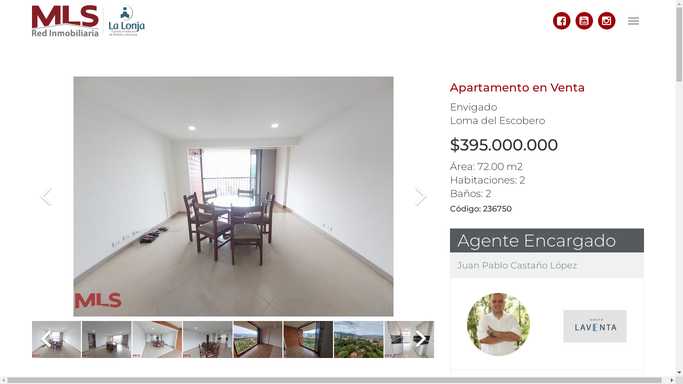 MLS
Red Inmobiliaria
La Lonja
Apartamento en Venta
Envigado
Loma del Escobero
$395.000.000
Área: 72.00 m2
Habitaciones: 2
Baños: 2
Código: 236750
MLS
Agente Encargado
Juan Pablo Castaño López
LAVENTA